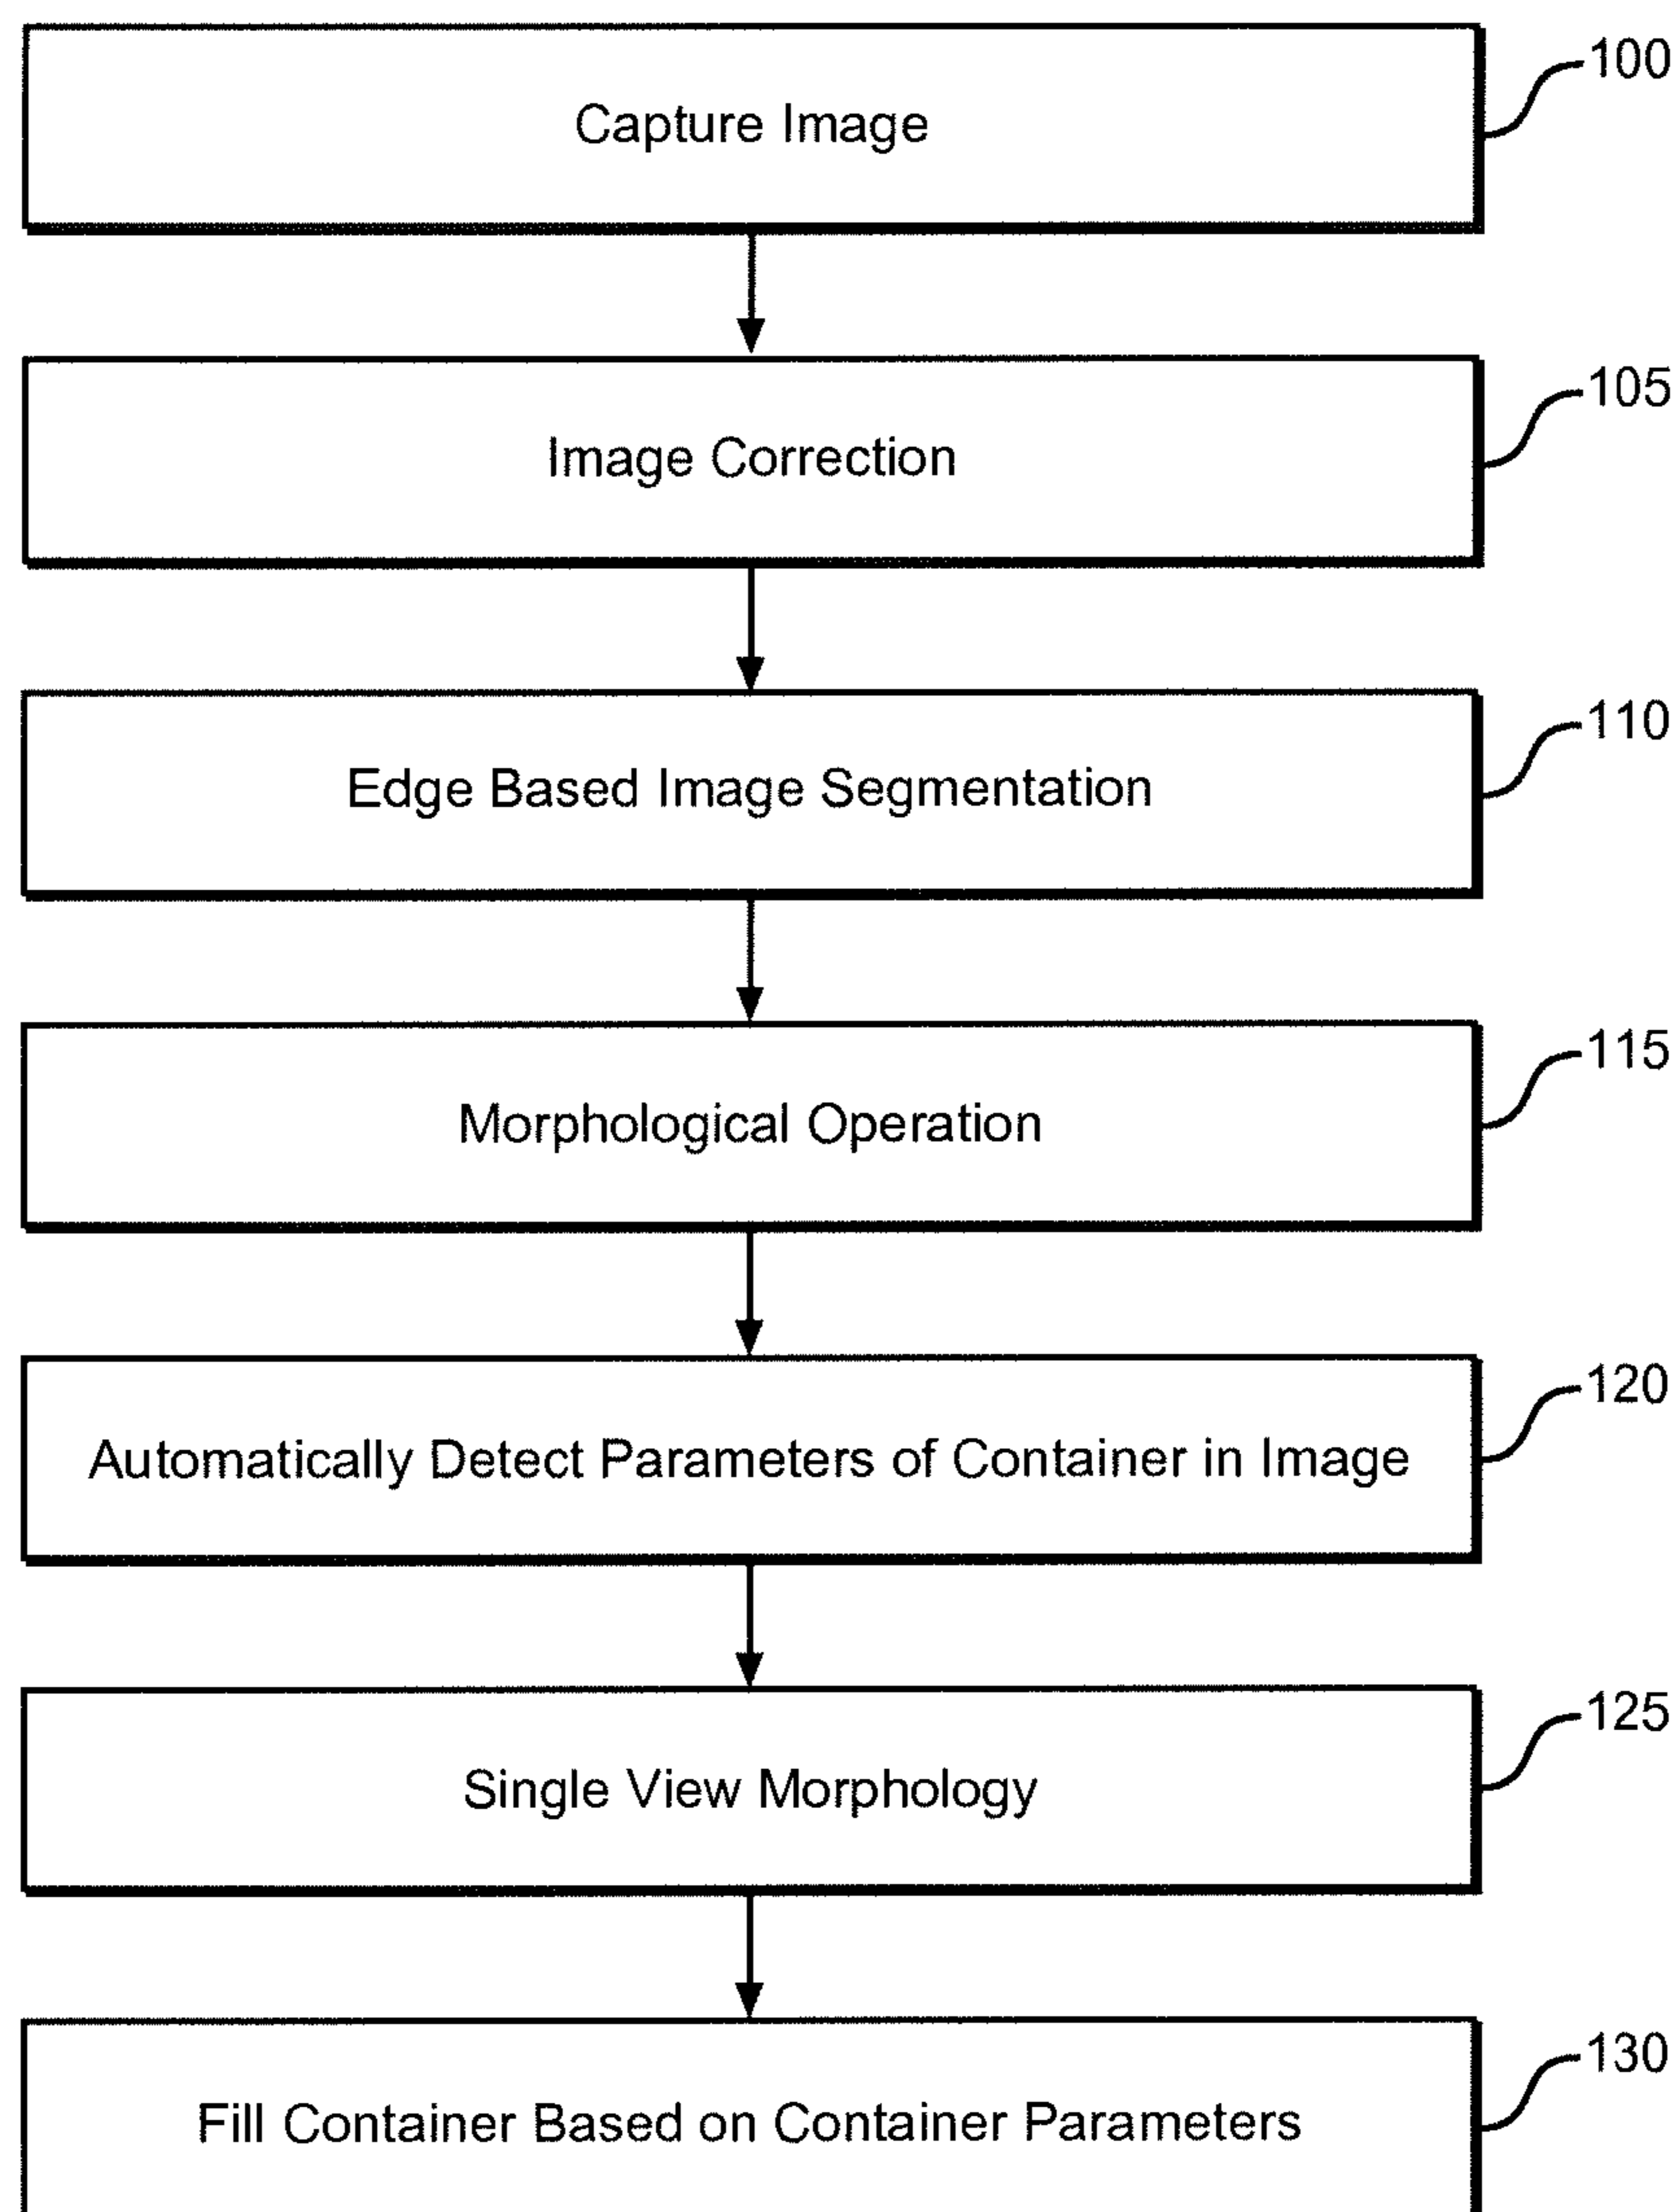 Capture Image
100
Image Correction
105
Edge Based Image Segmentation
110
Morphological Operation
115
Automatically Detect Parameters of Container in Image
120
Single View Morphology
125
Fill Container Based on Container Parameters
130